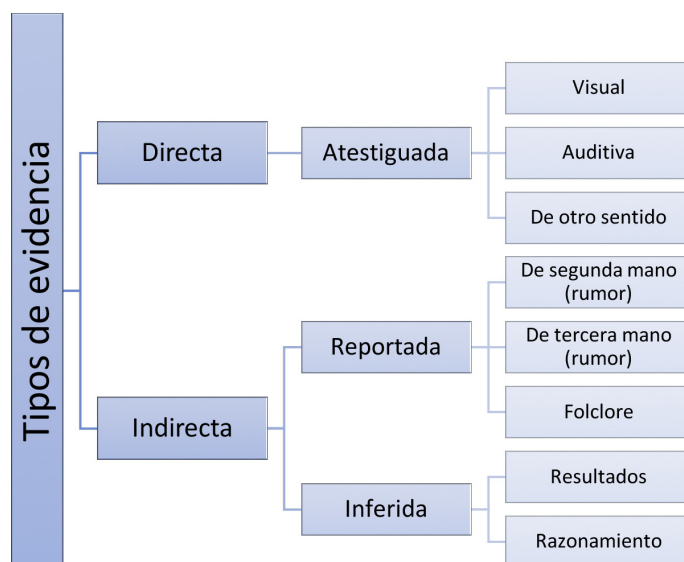 Tipos de evidencia
Directa
Atestiguada
Visual
Auditiva
De otro sentido
Indirecta
Reportada
De segunda mano
(rumor)
De tercera mano
(rumor)
Folclore
Inferida
Resultados
Razonamiento